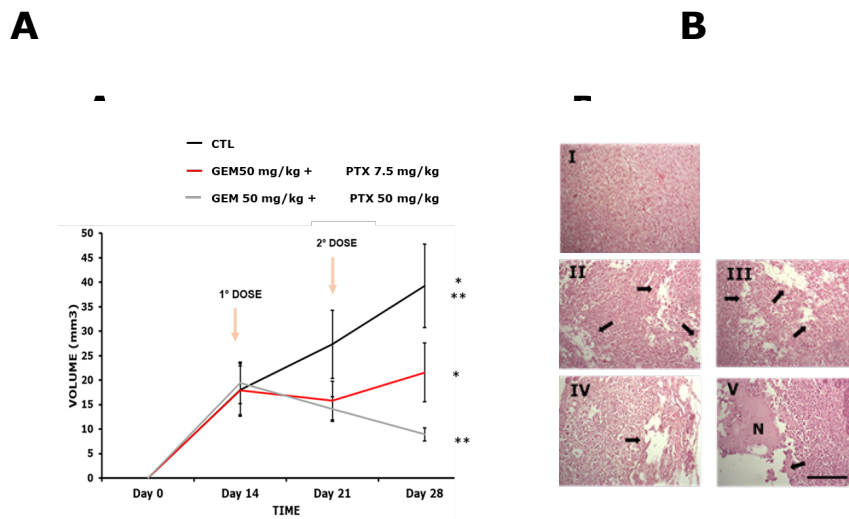 A
B
CTL
GEM50 mg/kg + PTX 7.5 mg/kg
GEM 50 mg/kg + PTX 50 mg/kg
VOLUME (mm3)
50
45
40
35
30
25
20
15
10
5
0
1° DOSE
2° DOSE
*
**
*
**
Day 0
Day 14
Day 21
Day 28
TIME
I
II
III
IV
V
N